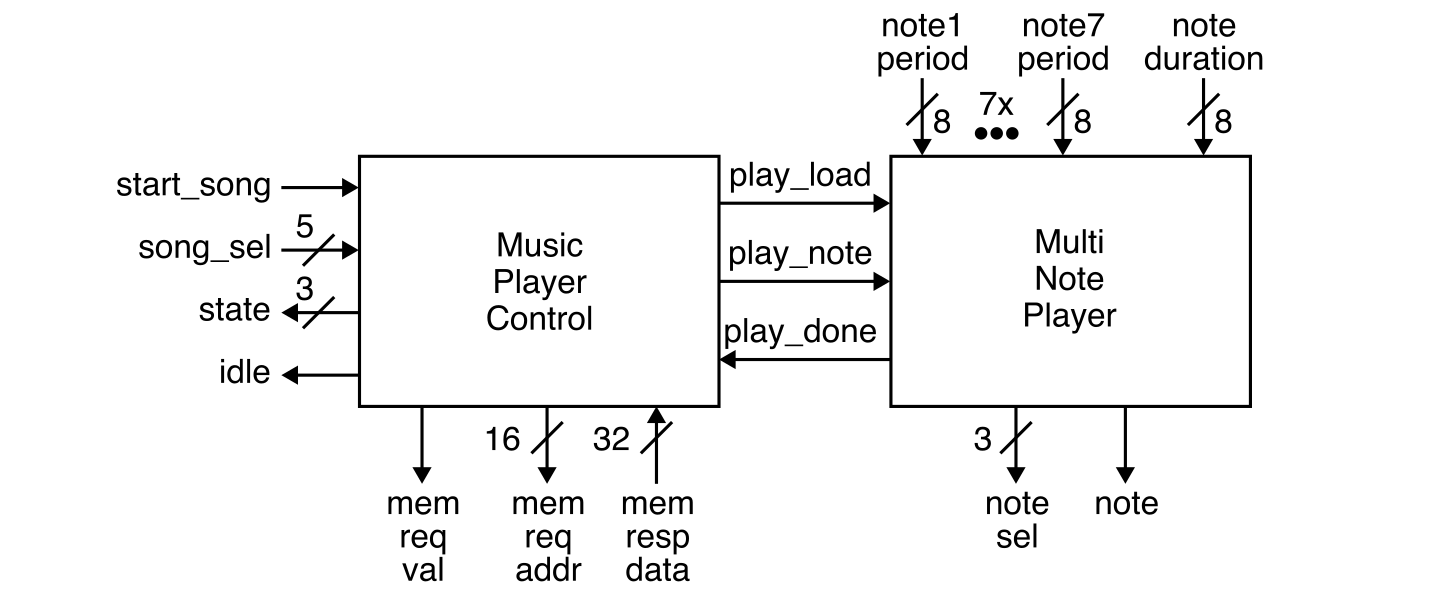 note1
period
8
7x
note7
period
8
note
duration
8
start_song
song_sel
5
state
3
idle
Music
Player
Control
play_load
play_note
play_done
Multi
Note
Player
mem
req
val
16
mem
req
addr
32
mem
resp
data
3
note
sel
note